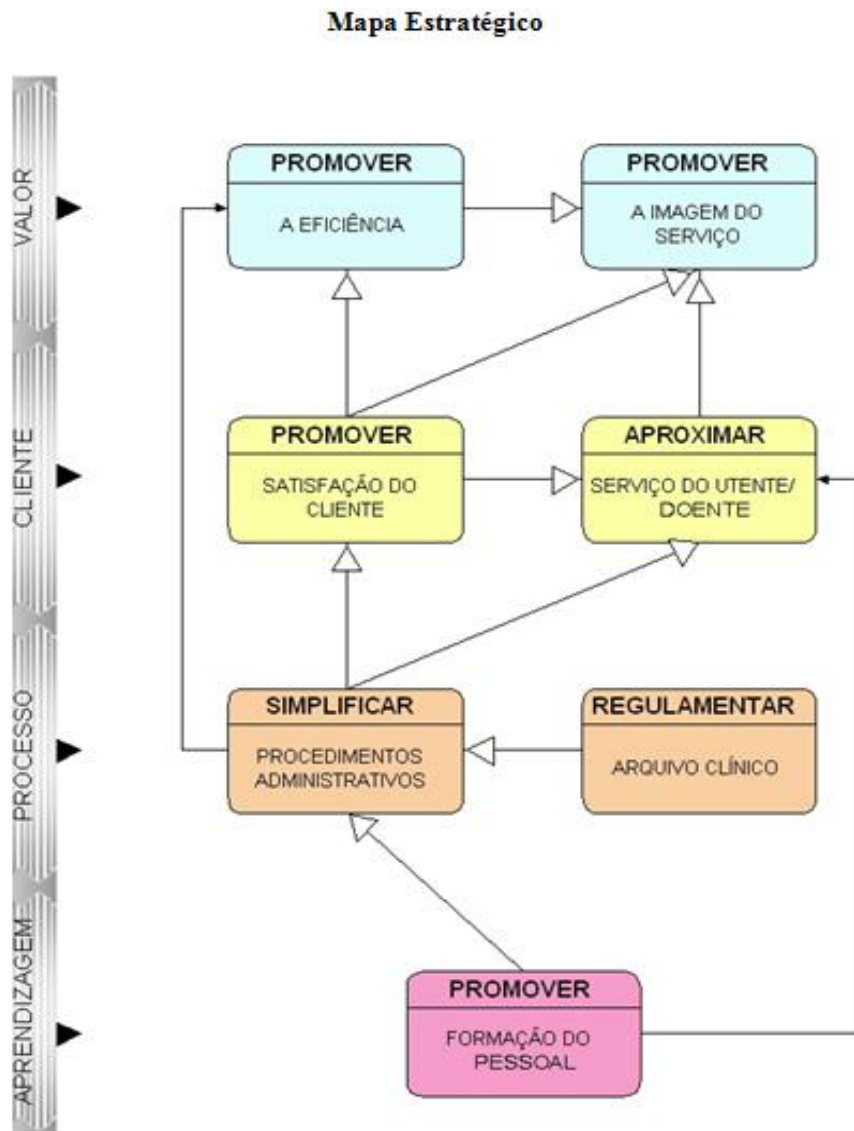 Mapa Estratégico
VALOR
PROMOVER
A EFICIÊNCIA
PROMOVER
A IMAGEM DO
SERVIÇO
CLIENTE
PROMOVER
SATISFAÇÃO DO
CLIENTE
APROXIMAR
SERVIÇO DO UTENTE/
DOENTE
PROCESSO
SIMPLIFICAR
PROCEDIMENTOS
ADMINISTRATIVOS
REGULAMENTAR
ARQUIVO CLÍNICO
APRENDIZAGEM
PROMOVER
FORMAÇÃO DO
PESSOAL